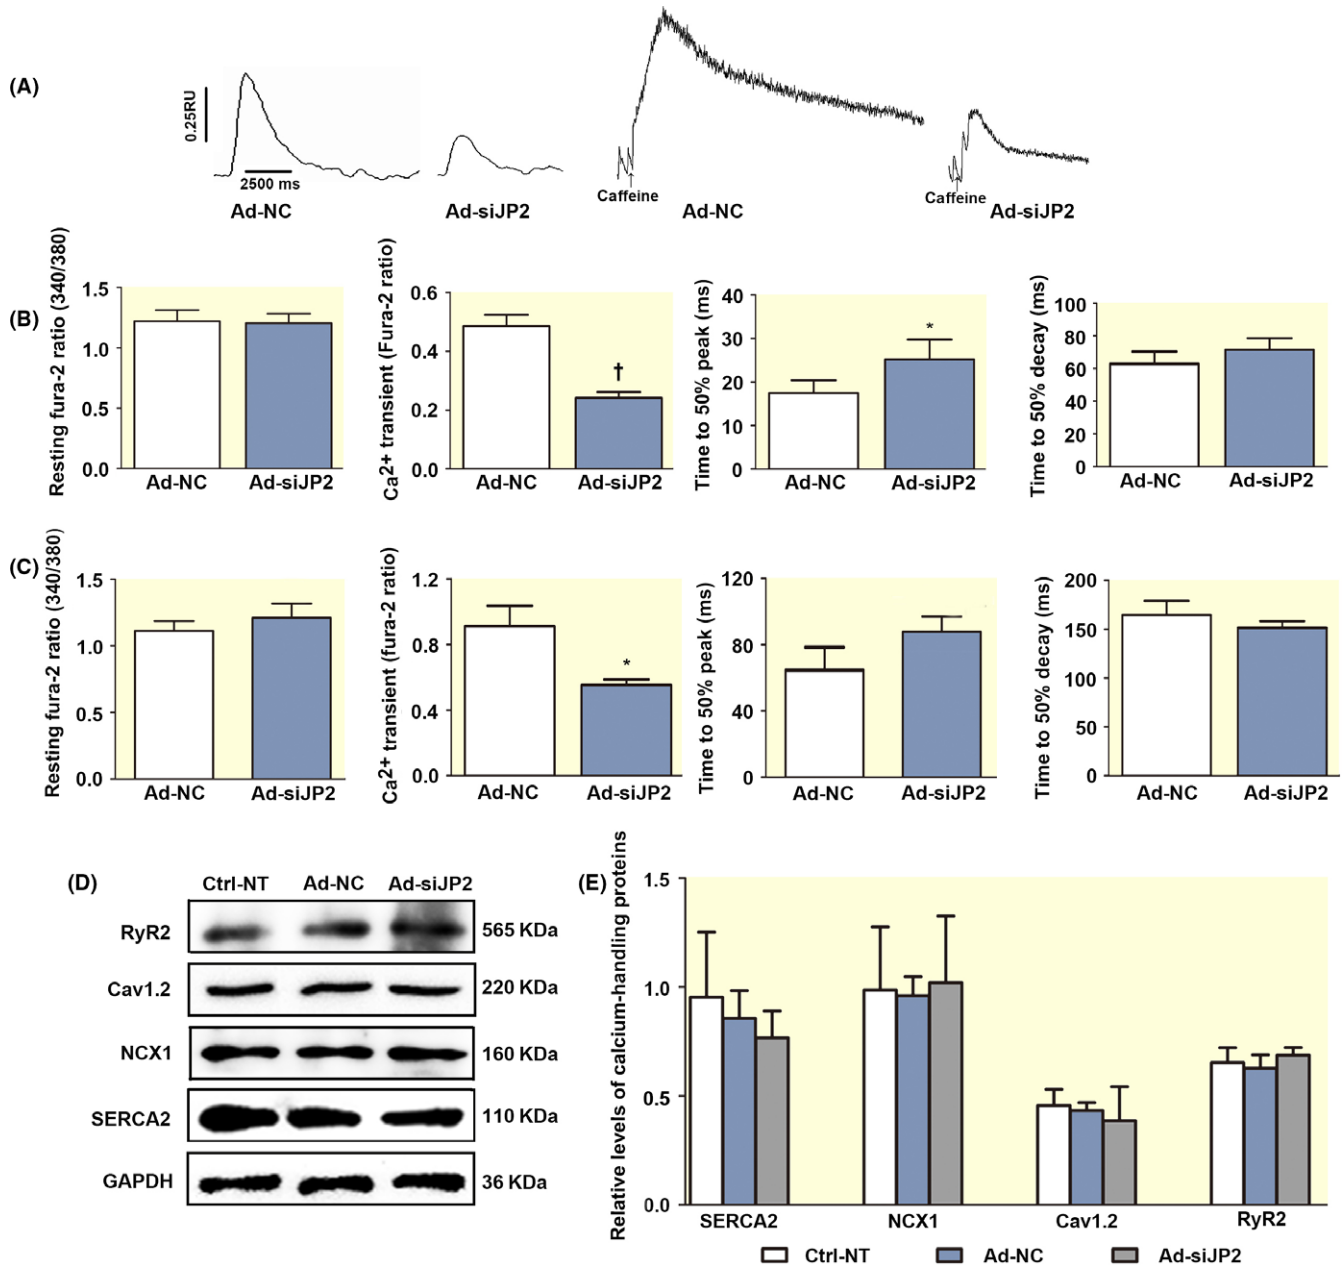 (A)
0.25RU
2500 ms
Caffeine
Caffeine
Ad-NC
Ad-siJP2
Ad-NC
Ad-siJP2
(B)
Resting fura-2 ratio (340/380)
1.5
1.0
0.5
0.0
Ad-NC Ad-siJP2
Ca2+ transient (Fura-2 ratio)
0.6
0.4
0.2
0.0
†
Ad-NC Ad-siJP2
Time to 50% peak (ms)
40
30
20
10
0
*
Ad-NC Ad-siJP2
Time to 50% decay (ms)
100
80
60
40
20
0
Ad-NC Ad-siJP2
(C)
Resting fura-2 ratio (340/380)
1.5
1.0
0.5
0.0
Ad-NC Ad-siJP2
Ca2+ transient (fura-2 ratio)
1.2
0.8
0.4
0.0
*
Ad-NC Ad-siJP2
Time to 50% peak (ms)
120
80
40
0
Ad-NC Ad-siJP2
Time to 50% decay (ms)
200
150
100
50
0
Ad-NC Ad-siJP2
(D)
Ctrl-NT Ad-NC Ad-siJP2
RyR2 565 KDa
Cav1.2 220 KDa
NCX1 160 KDa
SERCA2 110 KDa
GAPDH 36 KDa
(E)
Relative levels of calcium-handling proteins
1.5
1.0
0.5
0.0
SERCA2 NCX1 Cav1.2 RyR2
Ctrl-NT Ad-NC Ad-siJP2